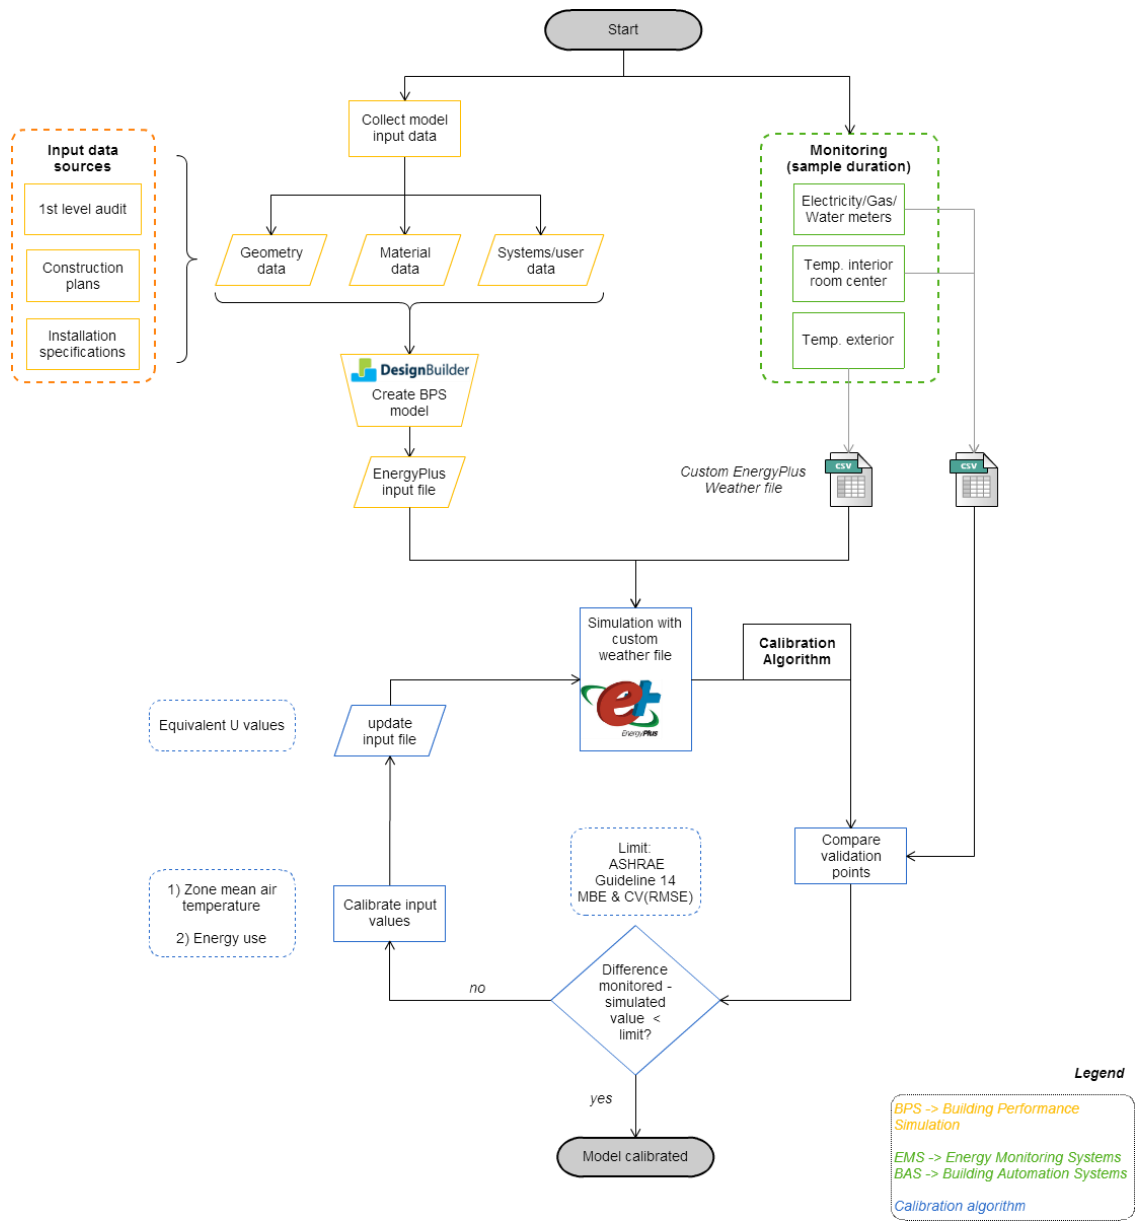 Start
Collect model
input data
Input data
sources
1st level audit
Construction
plans
Installation
specifications
Geometry
data
Material
data
Systems/user
data
Monitoring
(sample duration)
Electricity/Gas/
Water meters
Temp. interior
room center
Temp. exterior
DesignBuilder
Create BPS
model
EnergyPlus
input file
Custom EnergyPlus
Weather file
CSV
CSV
Simulation with
custom
weather file
e+
EnergyPlus
Calibration
Algorithm
Equivalent U values
update
input file
Compare
validation
points
Limit:
ASHRAE
Guideline 14
MBE & CV(RMSE)
1) Zone mean air
temperature
2) Energy use
Calibrate input
values
Difference
monitored -
simulated
value <
limit?
no
yes
Model calibrated
Legend
BPS -> Building Performance
Simulation
EMS -> Energy Monitoring Systems
BAS -> Building Automation Systems
Calibration algorithm